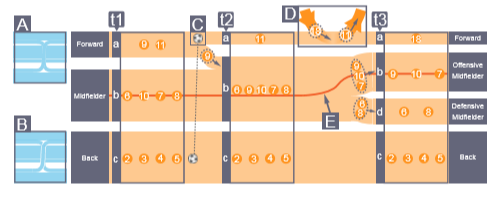 A
t1
C
t2
D
t3
Forward
a
9 11
a
11
a
18
Forward
Midfielder
b
6 10 7 8
b
6 9 10 7 8
b
9 10 7
Offensive
Midfielder
d
6 8
Defensive
Midfielder
E
B
Back
c
2 3 4 5
c
2 3 4 5
c
2 3 4 5
Back